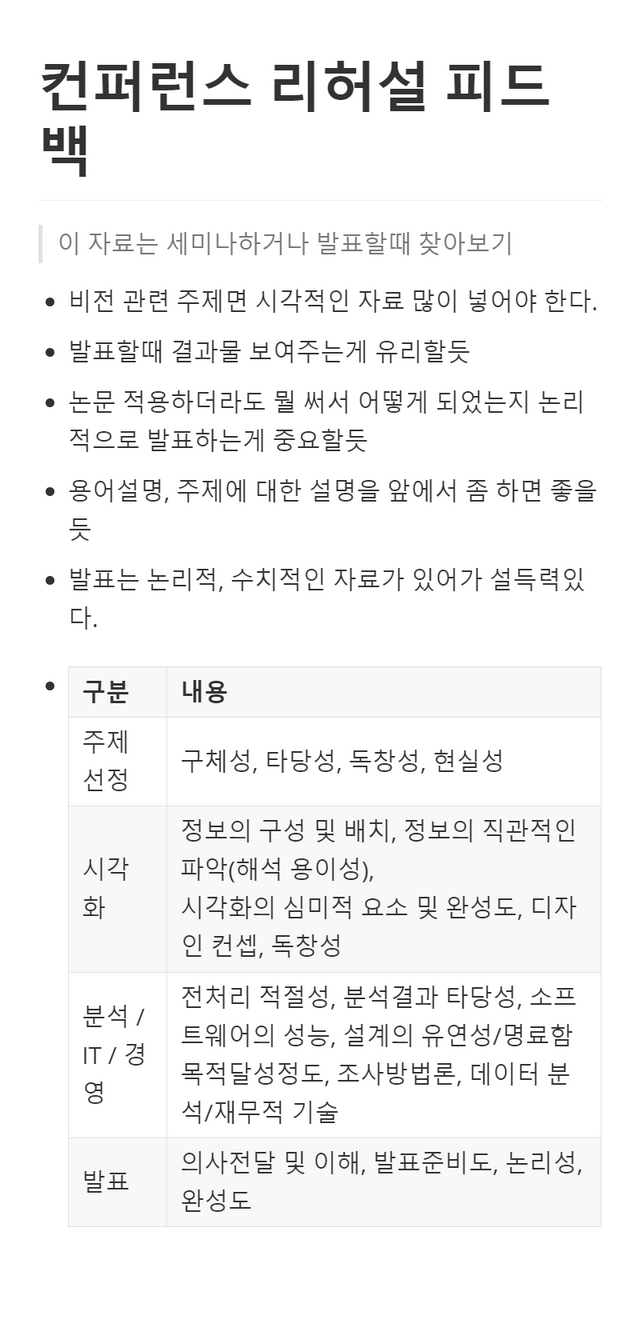 컨퍼런스 리허설 피드
백
이 자료는 세미나하거나 발표할때 찾아보기
비전 관련 주제면 시각적인 자료 많이 넣어야 한다.
발표할때 결과물 보여주는게 유리할듯
논문 적용하더라도 뭘 써서 어떻게 되었는지 논리
적으로 발표하는게 중요할듯
용어설명, 주제에 대한 설명을 앞에서 좀 하면 좋을
듯
발표는 논리적, 수치적인 자료가 있어가 설득력있
다.
구분 내용
주제
선정
구체성, 타당성, 독창성, 현실성
시각
화
정보의 구성 및 배치, 정보의 직관적인
파악(해석 용이성),
시각화의 심미적 요소 및 완성도, 디자
인 컨셉, 독창성
분석 /
IT / 경
영
전처리 적절성, 분석결과 타당성, 소프
트웨어의 성능, 설계의 유연성/명료함
목적달성정도, 조사방법론, 데이터 분
석/재무적 기술
발표
의사전달 및 이해, 발표준비도, 논리성,
완성도